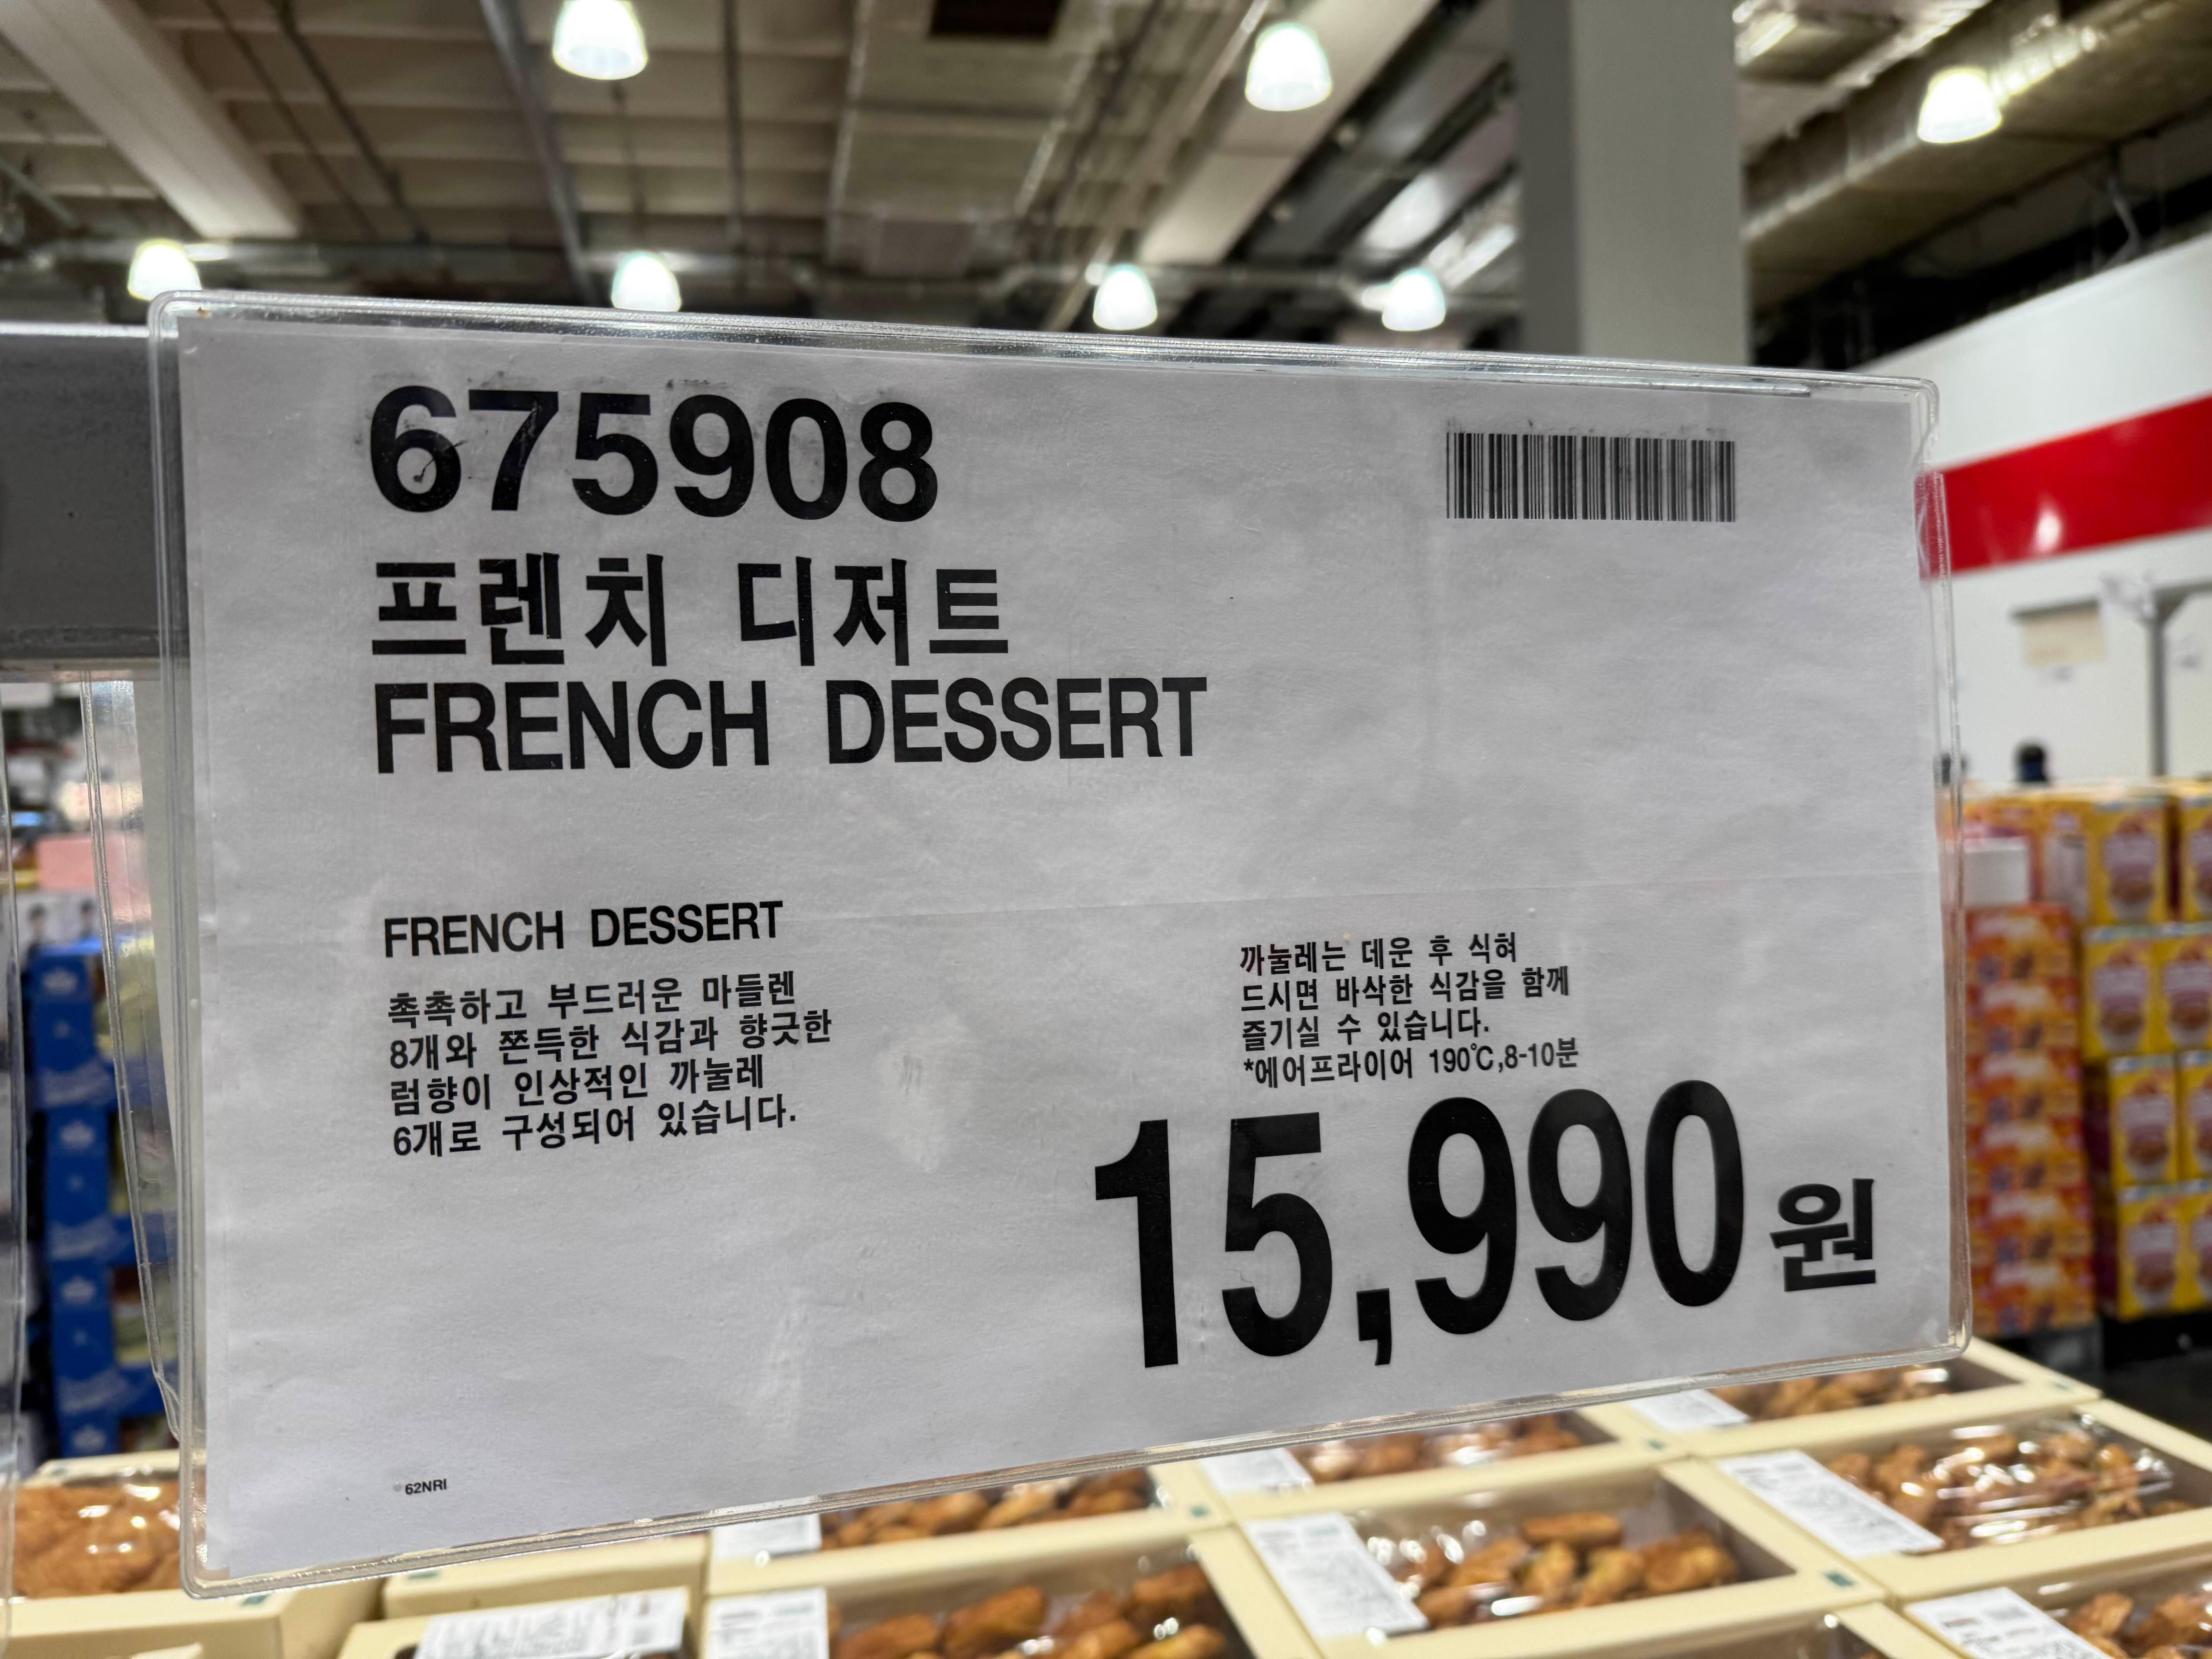 675908
프렌치 디저트
FRENCH DESSERT
FRENCH DESSERT
촉촉하고 부드러운 마들렌
8개와 쫀득한 식감과 향긋한
럼향이 인상적인 까눌레
6개로 구성되어 있습니다.
까눌레는 데운 후 식혀
드시면 바삭한 식감을 함께
즐기실 수 있습니다.
*에어프라이어 190℃,8-10분
15,990 원
62NRI